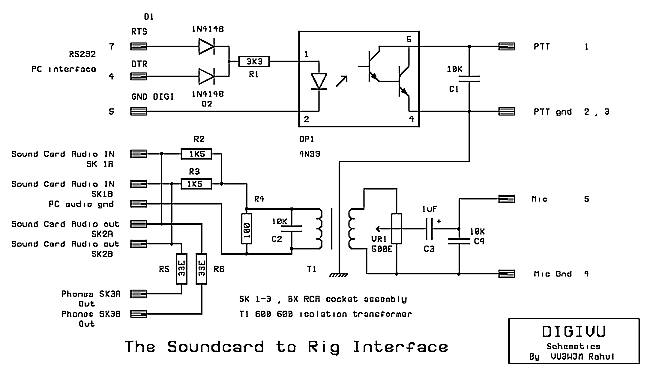 D1
RTS
1N4148
7
RS232
PC interface
DTR
4
1N4148
D2
3K3
R1
GND DIGI
5
1
2
5
4
OP1
4N33
10K
C1
PTT 1
PTT gnd 2 , 3
Sound Card Audio IN
SK 1A
R2
1K5
Sound Card Audio IN
SK1B
R3
1K5
PC audio gnd
Sound Card Audio out
SK2A
Sound Card Audio out
SK2B
R4
100
10K
C2
T1
VR1
500E
1uF
+
C3
10K
C4
Mic 5
Mic Gnd 4
R5
33E
33E
R6
Phones SK3A
Out
Phones SK3B
Out
SK 1-3 , 6X RCA socket assembly
T1 600 600 isolation transformer
The Soundcard to Rig Interface
DIGIVU
Schematics
By VU3WJM Rahul